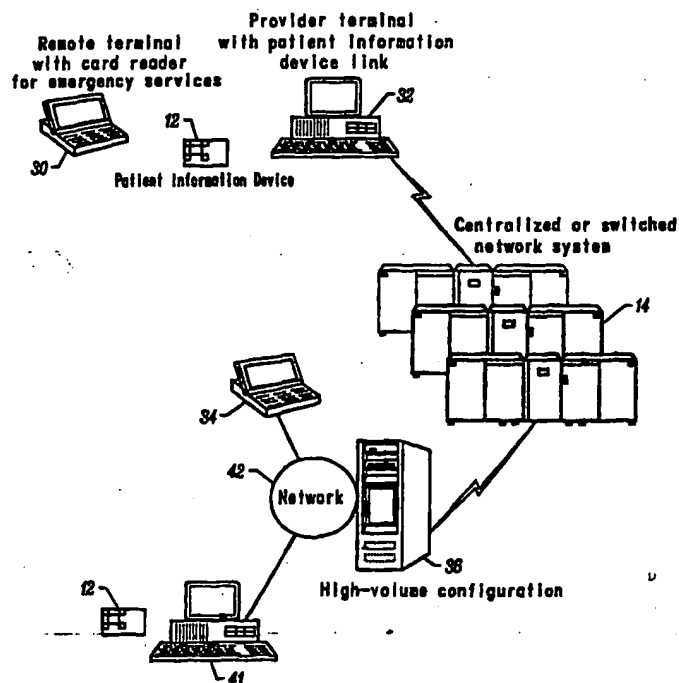 Provider terminal
with patient information
device link
Remote terminal
with card reader
for emergency services
32
12
30
Patient Information Device
Centralized or switched
network system
14
34
42
Network
36
High-volume configuration
12
41